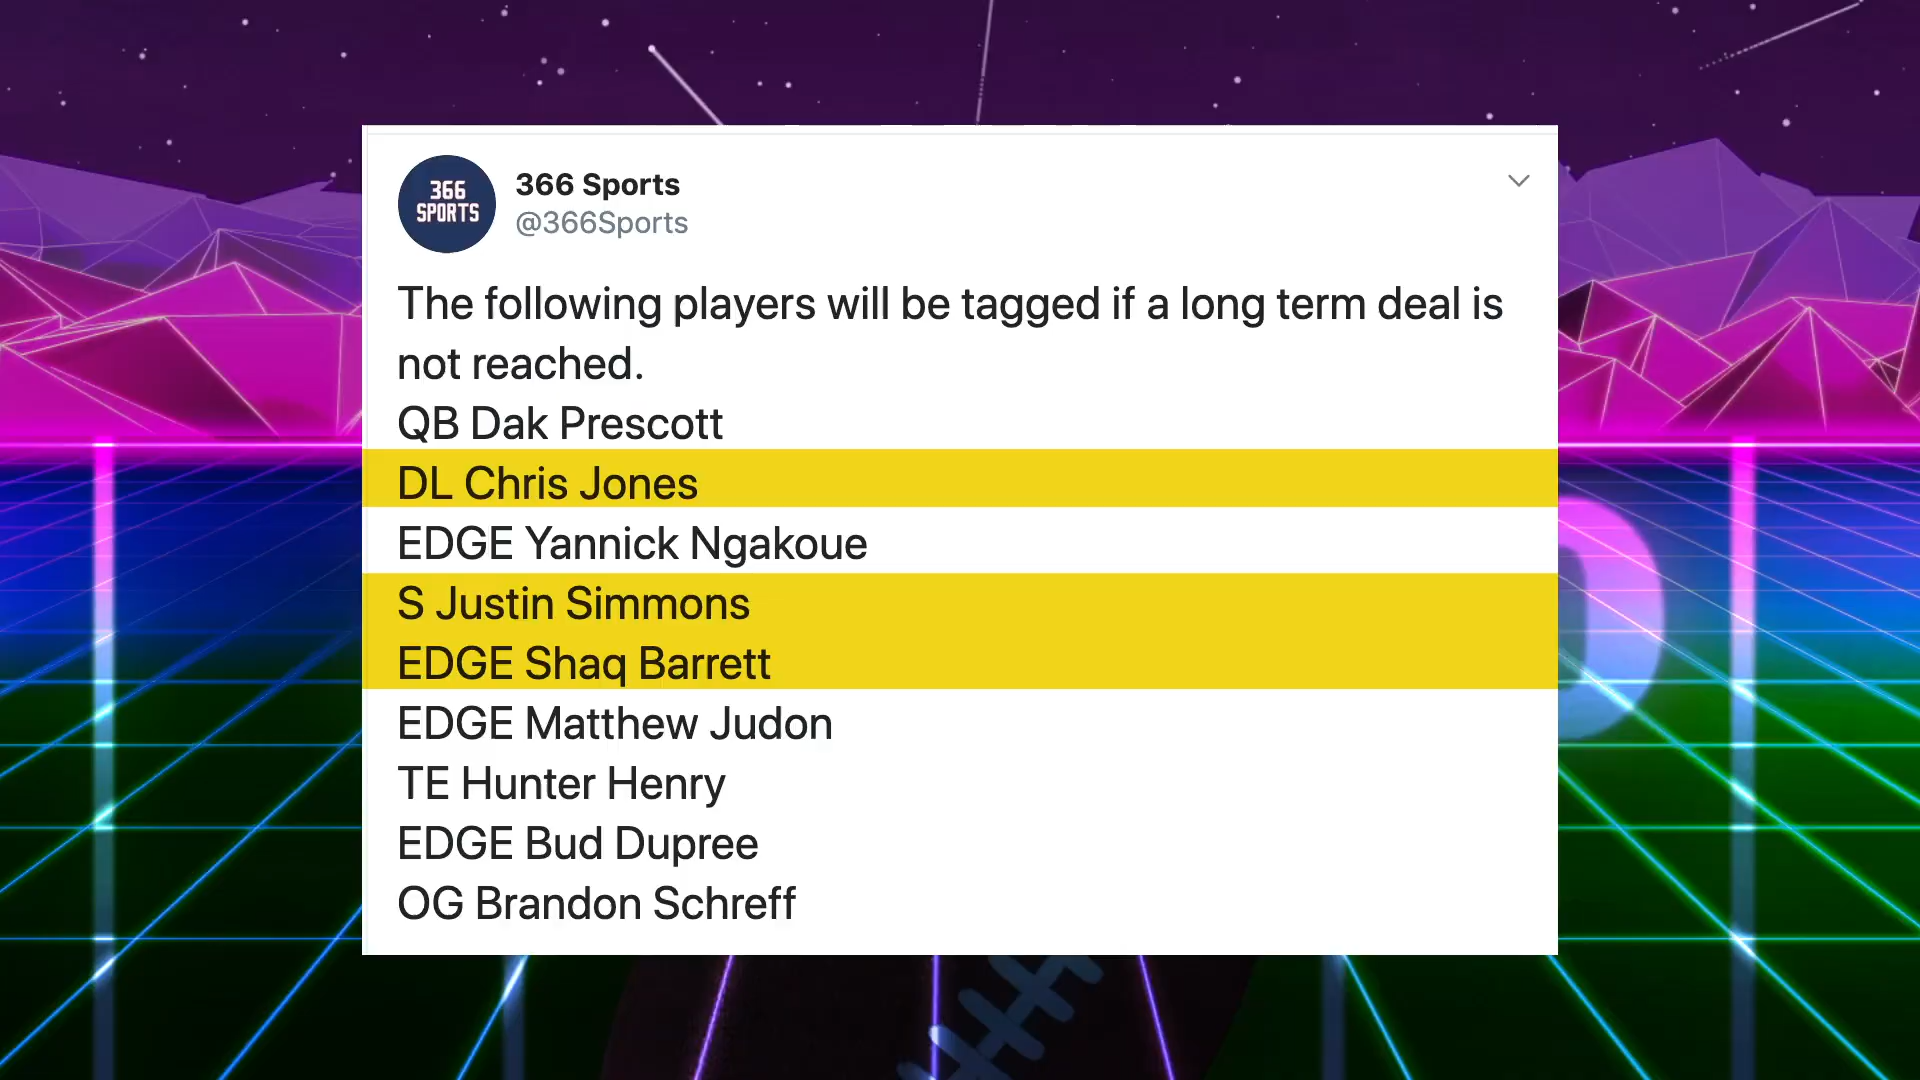 366
SPORTS
366 Sports
@366Sports
The following players will be tagged if a long term deal is
not reached.
QB Dak Prescott
DL Chris Jones
EDGE Yannick Ngakoue
S Justin Simmons
EDGE Shaq Barrett
EDGE Matthew Judon
TE Hunter Henry
EDGE Bud Dupree
OG Brandon Schreff